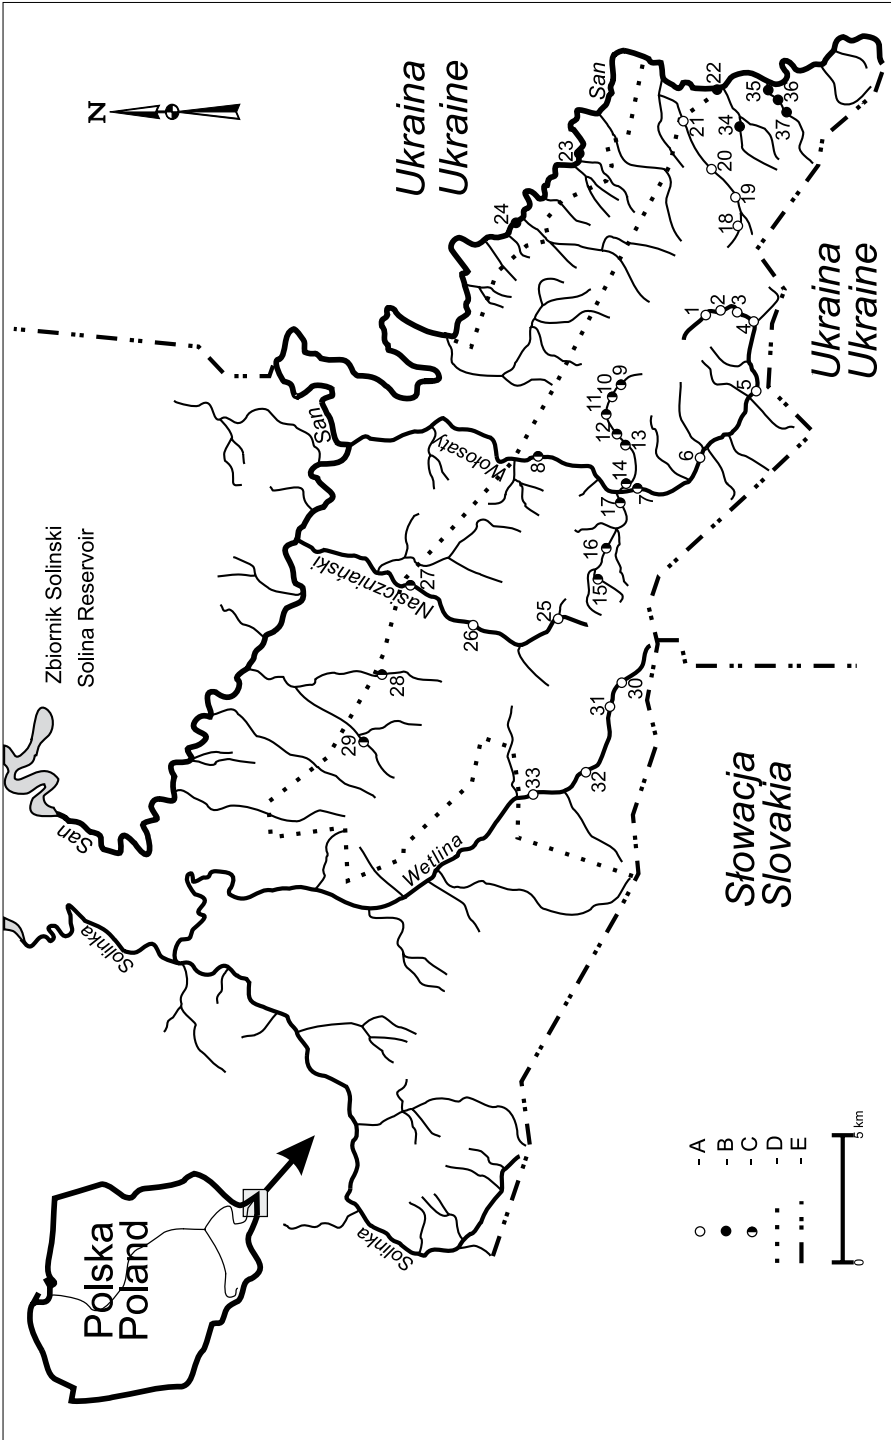 Polska
Poland
Zbiornik Solinski
Solina Reservoir
N
Ukraina
Ukraine
Ukraina
Ukraine
Słowacja
Slovakia
San
San
San
Solinka
Solinka
Wetlina
Nasiczniański
Wołosaty
1
2
3
4
5
6
7
8
9
10
11
12
13
14
15
16
17
18
19
20
21
22
23
24
25
26
27
28
29
30
31
32
33
34
35
36
37
- A
- B
- C
- D
- E
0
5 km